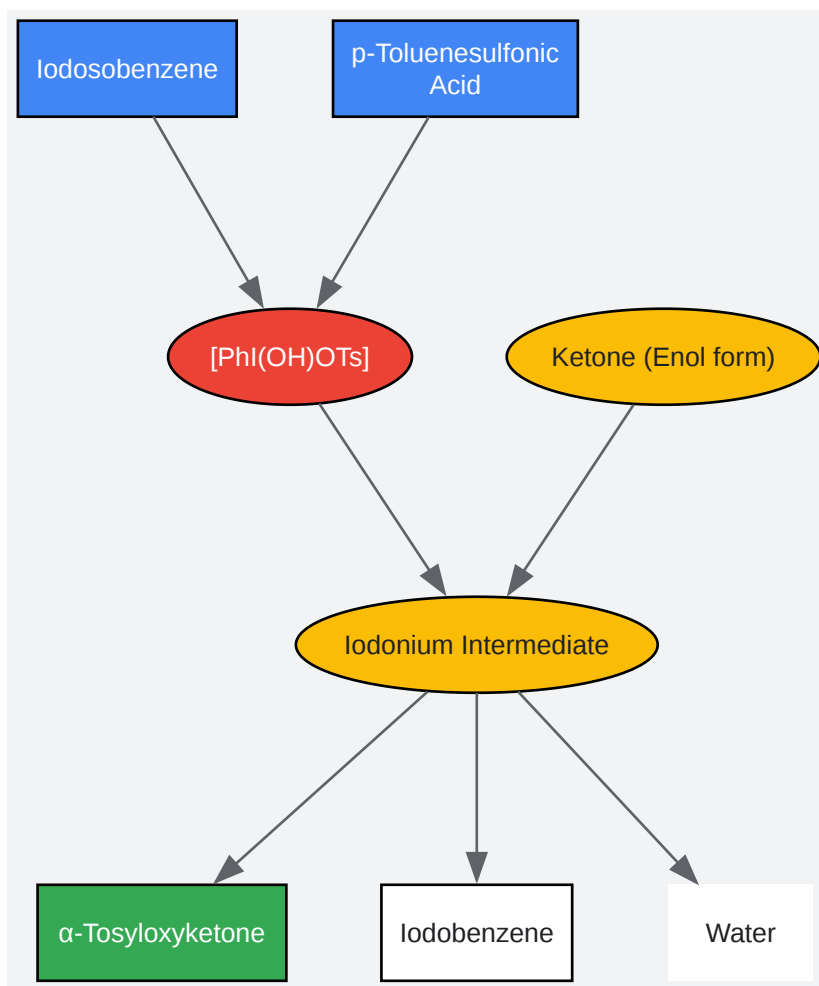 Iodosobenzene
p-Toluenesulfonic
Acid
[PhI(OH)OTs]
Ketone (Enol form)
Iodonium Intermediate
α-Tosyloxyketone
Iodobenzene
Water